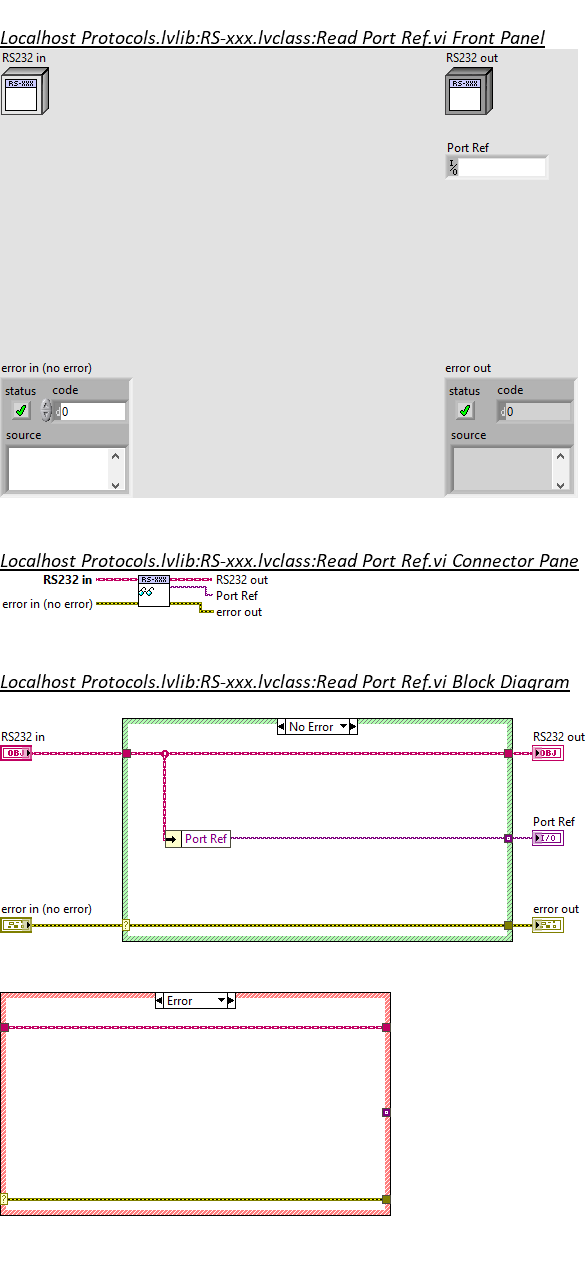 Localhost Protocols.lvlib:RS-xxx.lvclass:Read Port Ref.vi Front Panel
RS232 in
RS232 out
RS-XXX
RS-XXX
Port Ref
I/O
error in (no error)
error out
status
code
status
code
d
0
d
0
source
source
Localhost Protocols.lvlib:RS-xxx.lvclass:Read Port Ref.vi Connector Pane
RS232 in
RS-XXX
RS232 out
Port Ref
error in (no error)
error out
Localhost Protocols.lvlib:RS-xxx.lvclass:Read Port Ref.vi Block Diagram
No Error
RS232 in
RS232 out
OBJ
OBJ
Port Ref
Port Ref
I/O
error in (no error)
error out
?
Error
?